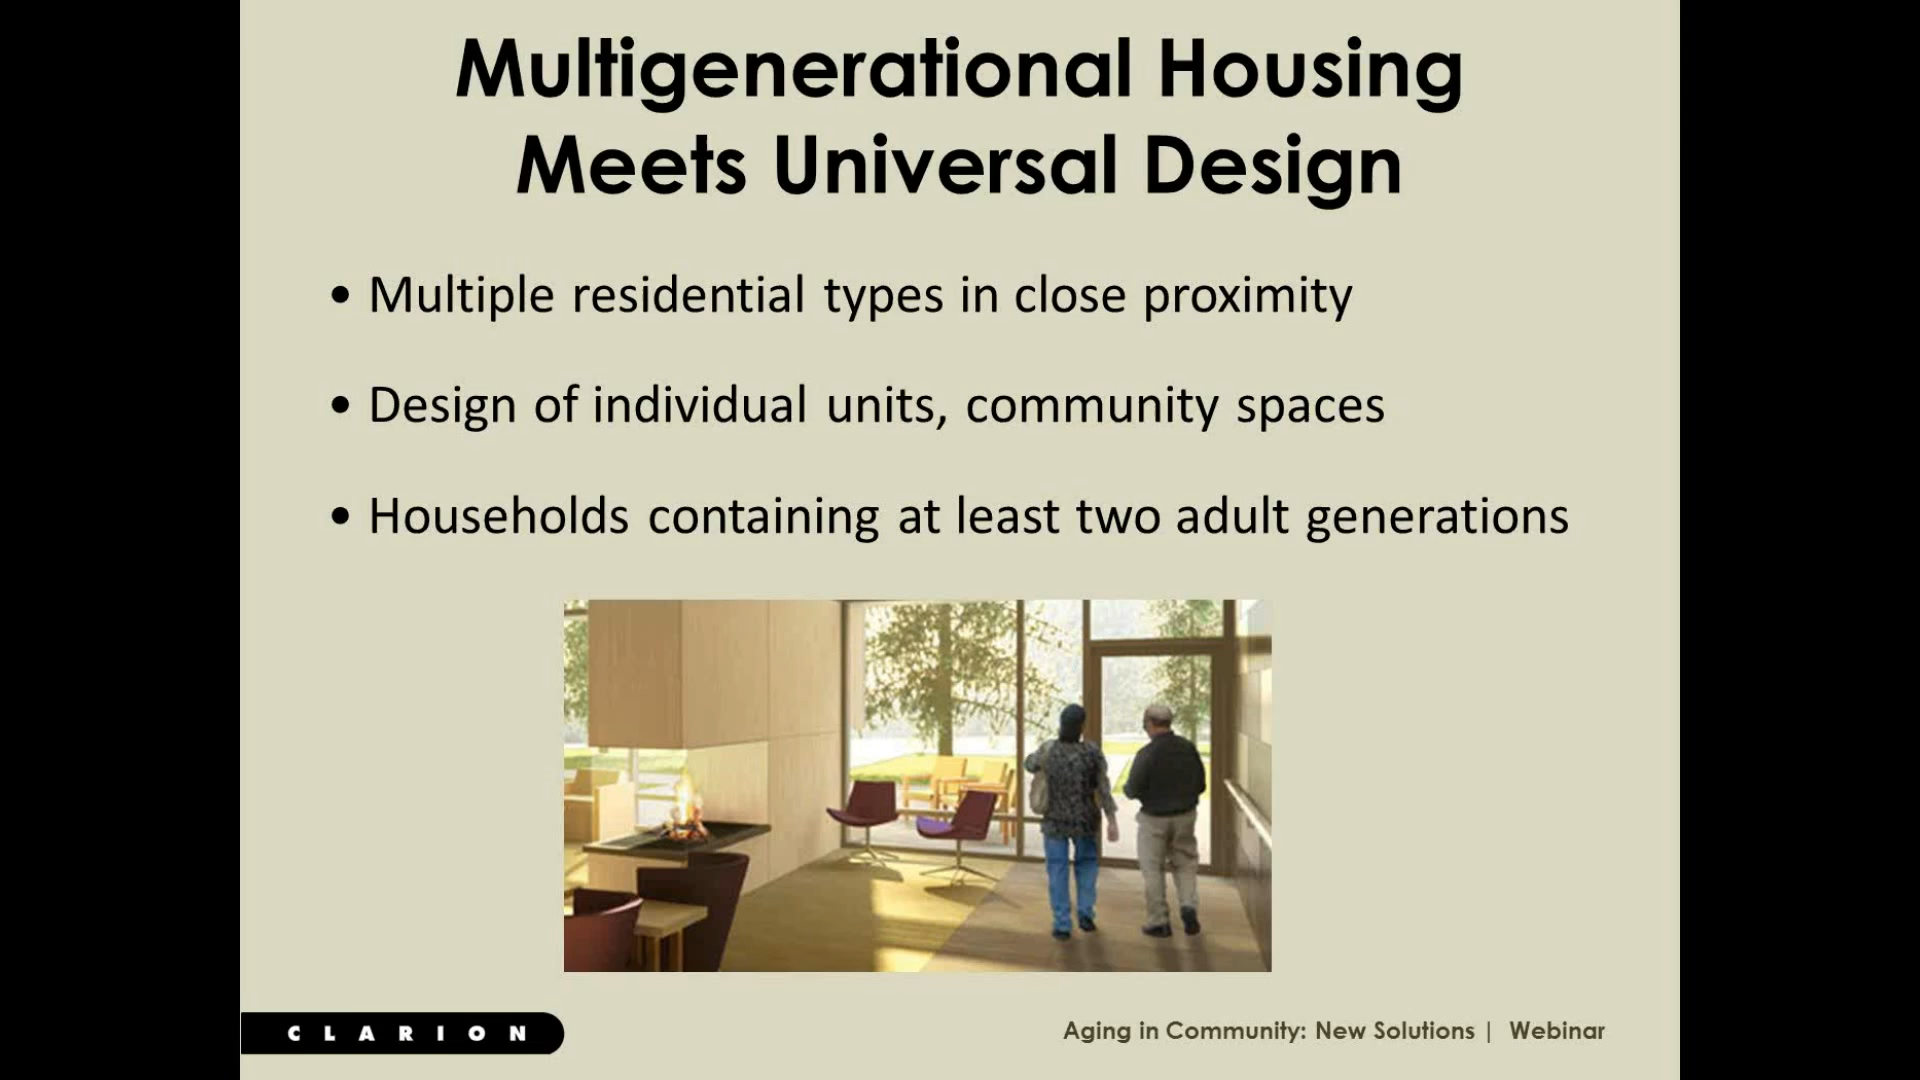 Multigenerational Housing
Meets Universal Design
• Multiple residential types in close proximity
• Design of individual units, community spaces
• Households containing at least two adult generations
CLARION
Aging in Community: New Solutions | Webinar